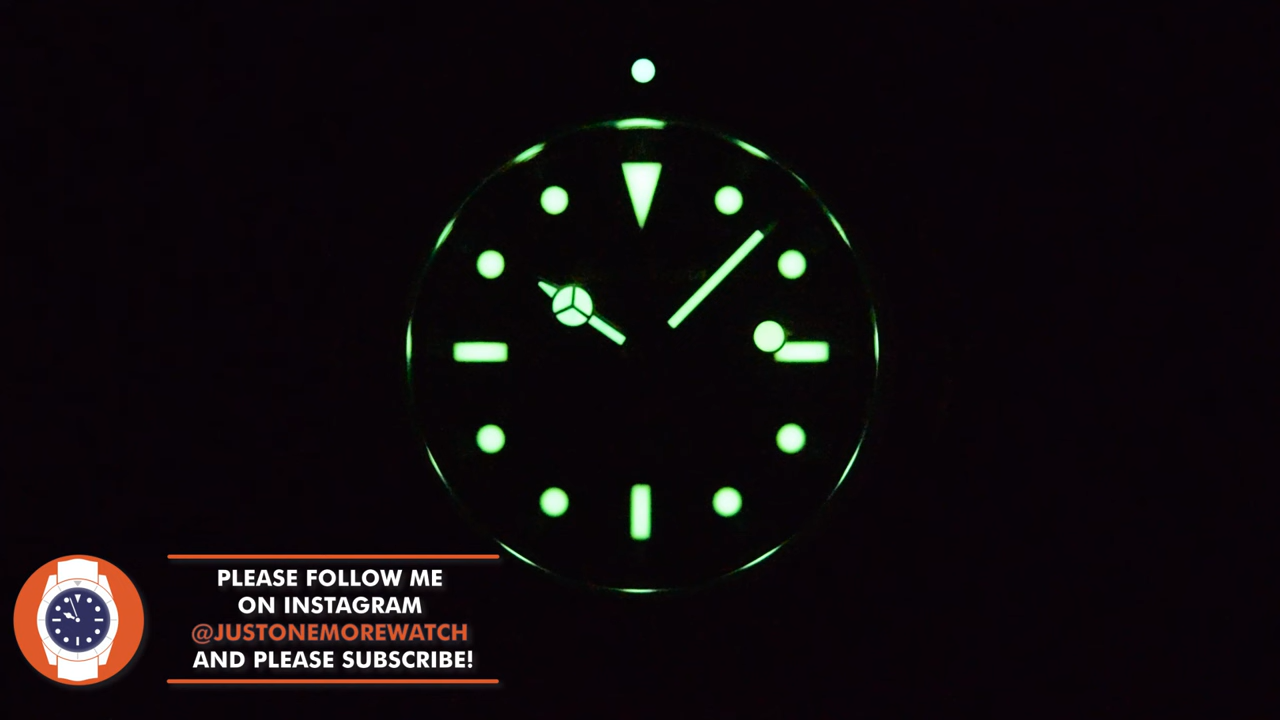 PLEASE FOLLOW ME
ON INSTAGRAM
@JUSTONEMOREWATCH
AND PLEASE SUBSCRIBE!